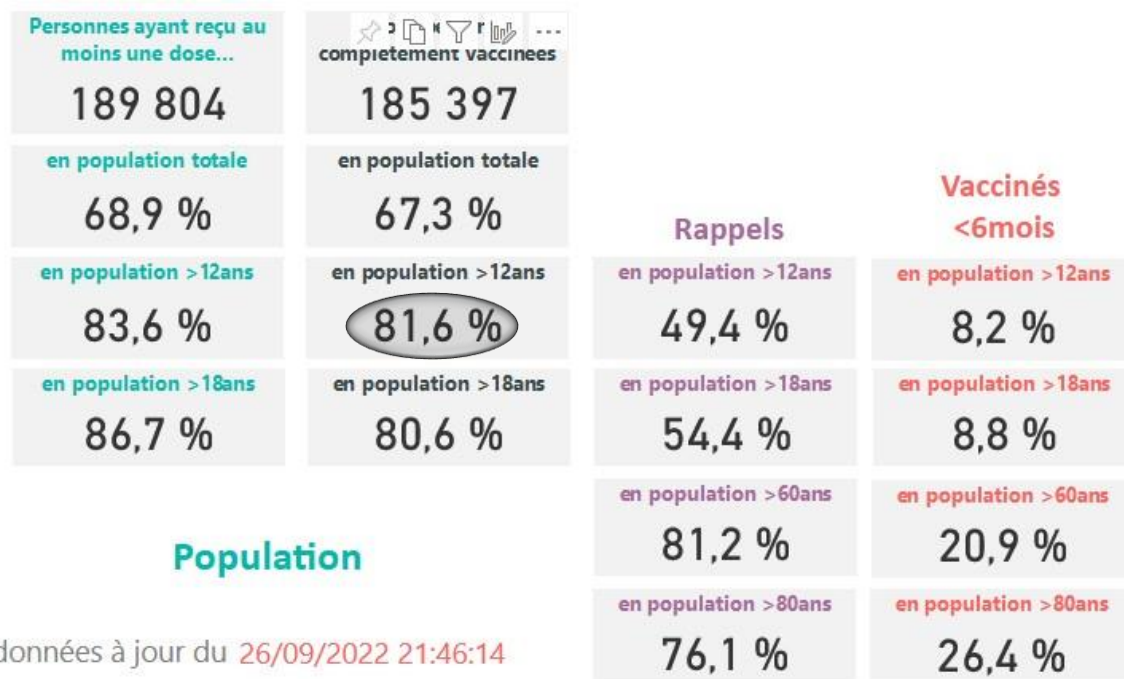 Personnes ayant reçu au
moins une dose...
189 804
en population totale
68,9 %
en population >12ans
83,6 %
en population >18ans
86,7 %
complètement vaccinées
185 397
en population totale
67,3 %
en population >12ans
81,6 %
en population >18ans
80,6 %
Rappels
en population >12ans
49,4 %
en population >18ans
54,4 %
en population >60ans
81,2 %
en population >80ans
76,1 %
Vaccinés
<6mois
en population >12ans
8,2 %
en population >18ans
8,8 %
en population >60ans
20,9 %
en population >80ans
26,4 %
Population
données à jour du 26/09/2022 21:46:14